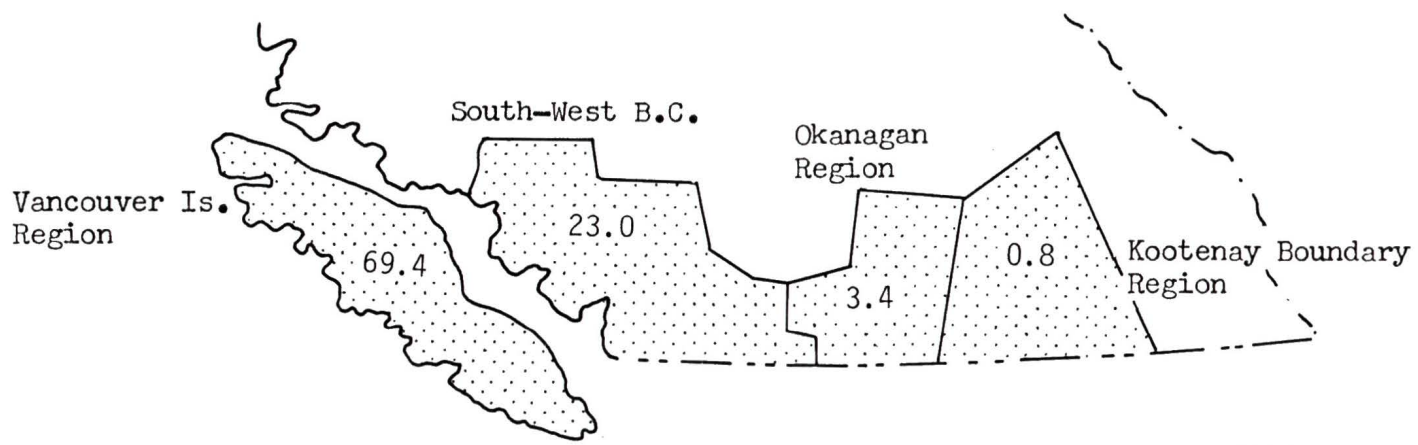 South-West B.C.
Okanagan
Region
Vancouver Is.
Region
23.0
69.4
3.4
0.8
Kootenay Boundary
Region